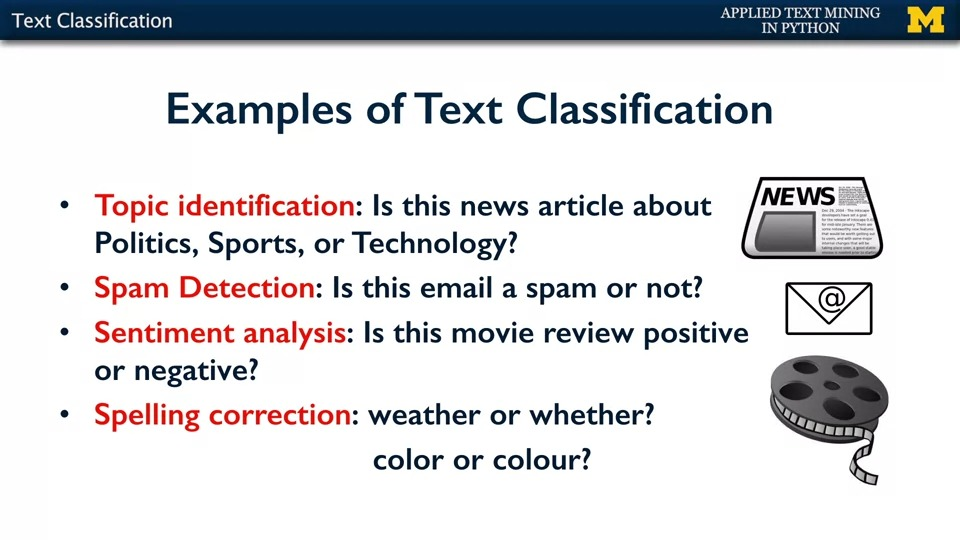 Text Classification
APPLIED TEXT MINING
IN PYTHON
M
Examples of Text Classification
• Topic identification: Is this news article about
Politics, Sports, or Technology?
• Spam Detection: Is this email a spam or not?
• Sentiment analysis: Is this movie review positive
or negative?
• Spelling correction: weather or whether?
color or colour?
NEWS
@